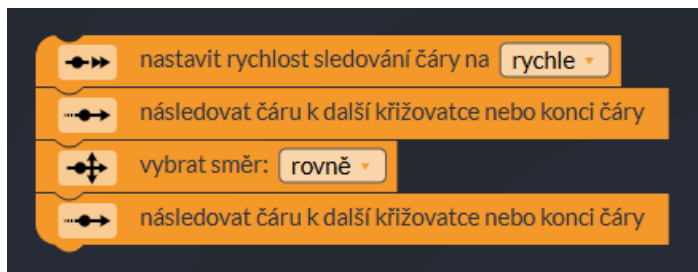 nastavit rychlost sledování čáry na rychle
následovat čáru k další křižovatce nebo konci čáry
vybrat směr: rovně
následovat čáru k další křižovatce nebo konci čáry